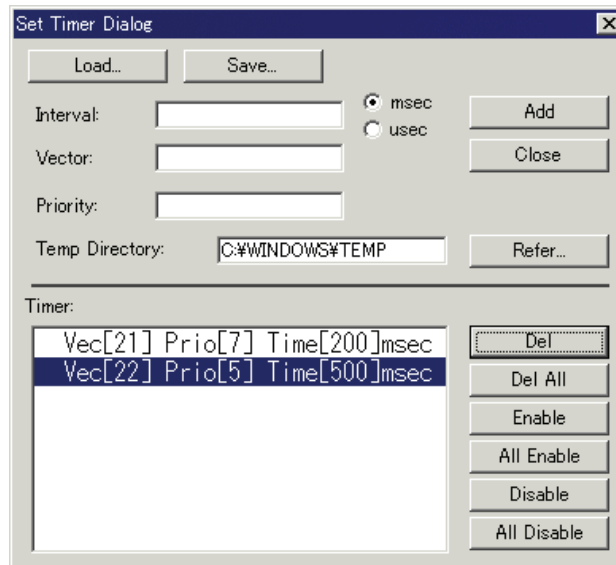 Set Timer Dialog
Load...
Save...
Interval:
msec
usec
Add
Vector:
Close
Priority:
Temp Directory:
C:¥WINDOWS¥TEMP
Refer...
Timer:
Vec[21] Prio[7] Time[200]msec
Vec[22] Prio[5] Time[500]msec
Del
Del All
Enable
All Enable
Disable
All Disable